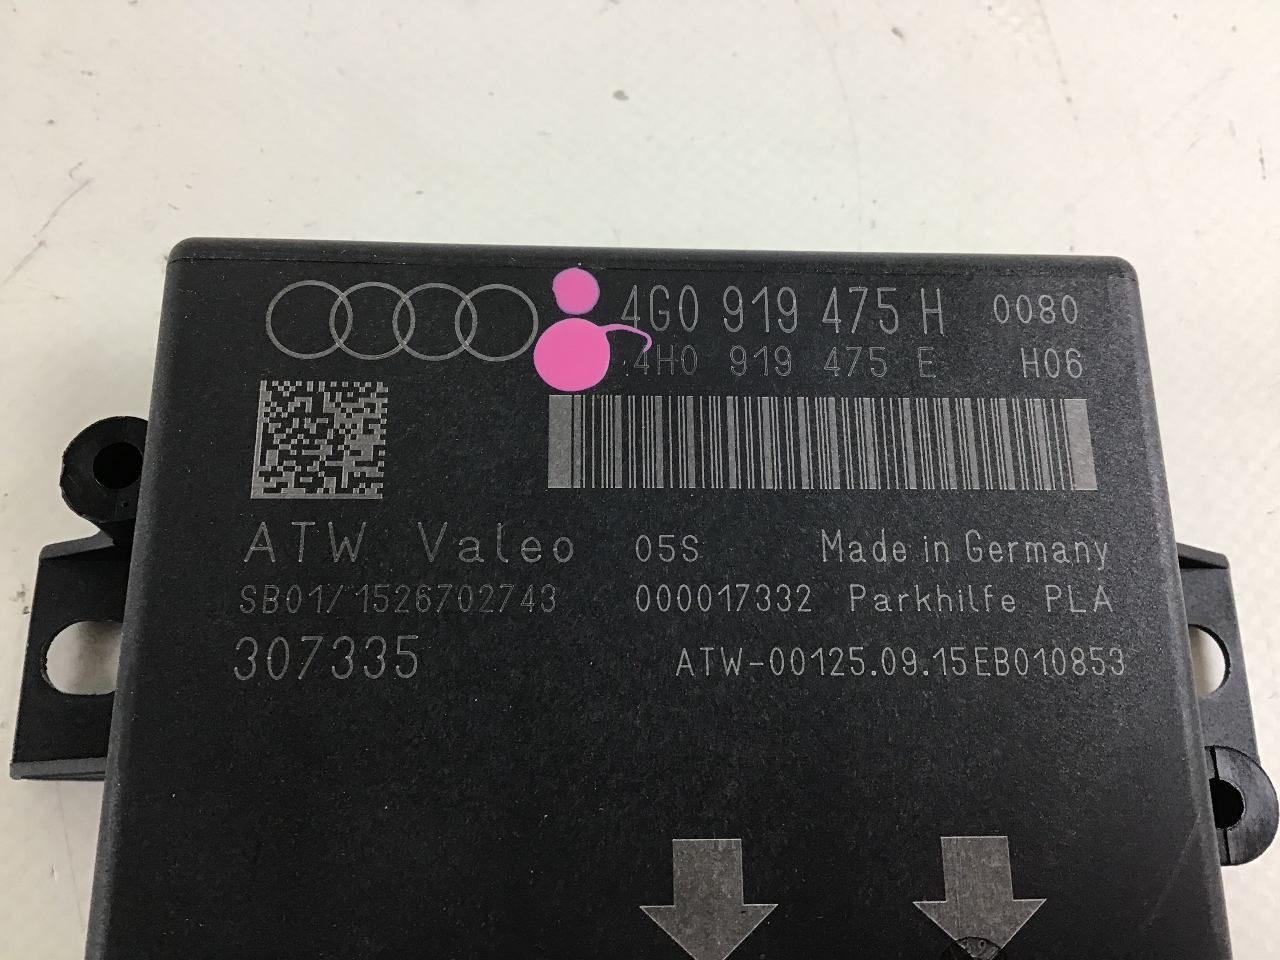 4G0 919 475 H 0080
4H0 919 475 E H06
ATW Valeo 05S Made in Germany
SB01/1526702743 000017332 Parkhilfe PLA
307335 ATW-00125.09.15EB010853